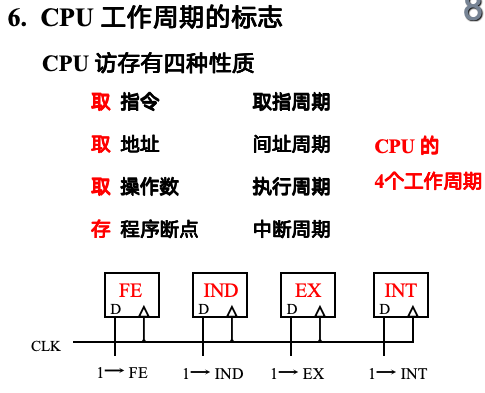 6. CPU 工作周期的标志
8
CPU 访存有四种性质
取 指令 取指周期
取 地址 间址周期
CPU 的
取 操作数 执行周期
4个工作周期
存 程序断点 中断周期
FE IND EX INT
D D D D
CLK
1→ FE 1→ IND 1→ EX 1→ INT